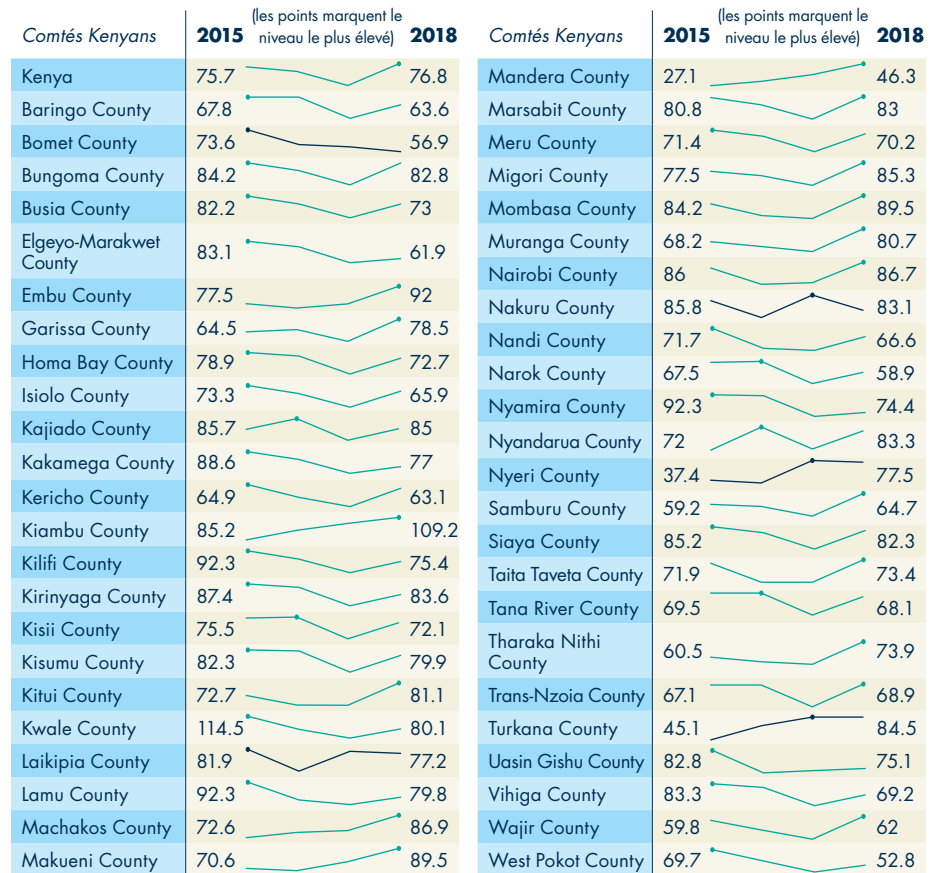 Comtés Kenyans 2015 (les points marquent le niveau le plus élevé) 2018
Kenya 75.7 76.8
Baringo County 67.8 63.6
Bomet County 73.6 56.9
Bungoma County 84.2 82.8
Busia County 82.2 73
Elgeyo-Marakwet
County 83.1 61.9
Embu County 77.5 92
Garissa County 64.5 78.5
Homa Bay County 78.9 72.7
Isiolo County 73.3 65.9
Kajiado County 85.7 85
Kakamega County 88.6 77
Kericho County 64.9 63.1
Kiambu County 85.2 109.2
Kilifi County 92.3 75.4
Kirinyaga County 87.4 83.6
Kisii County 75.5 72.1
Kisumu County 82.3 79.9
Kitui County 72.7 81.1
Kwale County 114.5 80.1
Laikipia County 81.9 77.2
Lamu County 92.3 79.8
Machakos County 72.6 86.9
Makueni County 70.6 89.5
Comtés Kenyans 2015 (les points marquent le niveau le plus élevé) 2018
Mandera County 27.1 46.3
Marsabit County 80.8 83
Meru County 71.4 70.2
Migori County 77.5 85.3
Mombasa County 84.2 89.5
Muranga County 68.2 80.7
Nairobi County 86 86.7
Nakuru County 85.8 83.1
Nandi County 71.7 66.6
Narok County 67.5 58.9
Nyamira County 92.3 74.4
Nyandarua County 72 83.3
Nyeri County 37.4 77.5
Samburu County 59.2 64.7
Siaya County 85.2 82.3
Taita Taveta County 71.9 73.4
Tana River County 69.5 68.1
Tharaka Nithi
County 60.5 73.9
Trans-Nzoia County 67.1 68.9
Turkana County 45.1 84.5
Uasin Gishu County 82.8 75.1
Vihiga County 83.3 69.2
Wajir County 59.8 62
West Pokot County 69.7 52.8